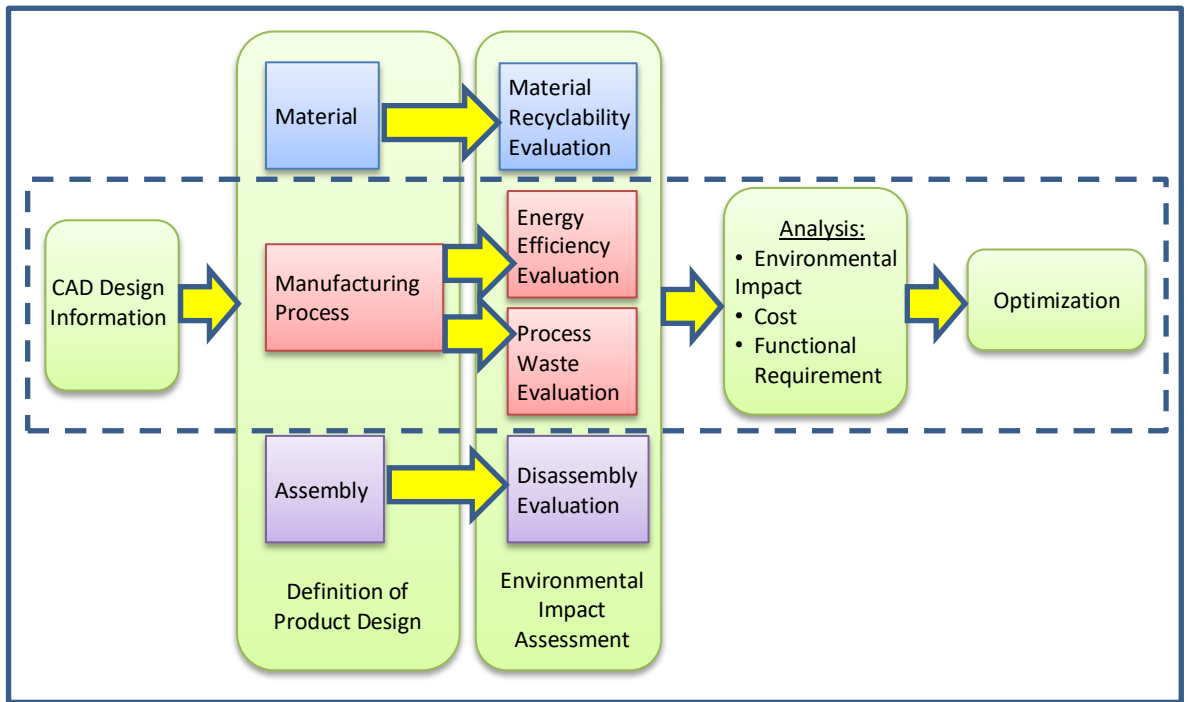 Material
Material
Recyclability
Evaluation
CAD Design
Information
Manufacturing
Process
Energy
Efficiency
Evaluation
Process
Waste
Evaluation
Analysis:
• Environmental
Impact
• Cost
• Functional
Requirement
Optimization
Assembly
Disassembly
Evaluation
Definition of
Product Design
Environmental
Impact
Assessment